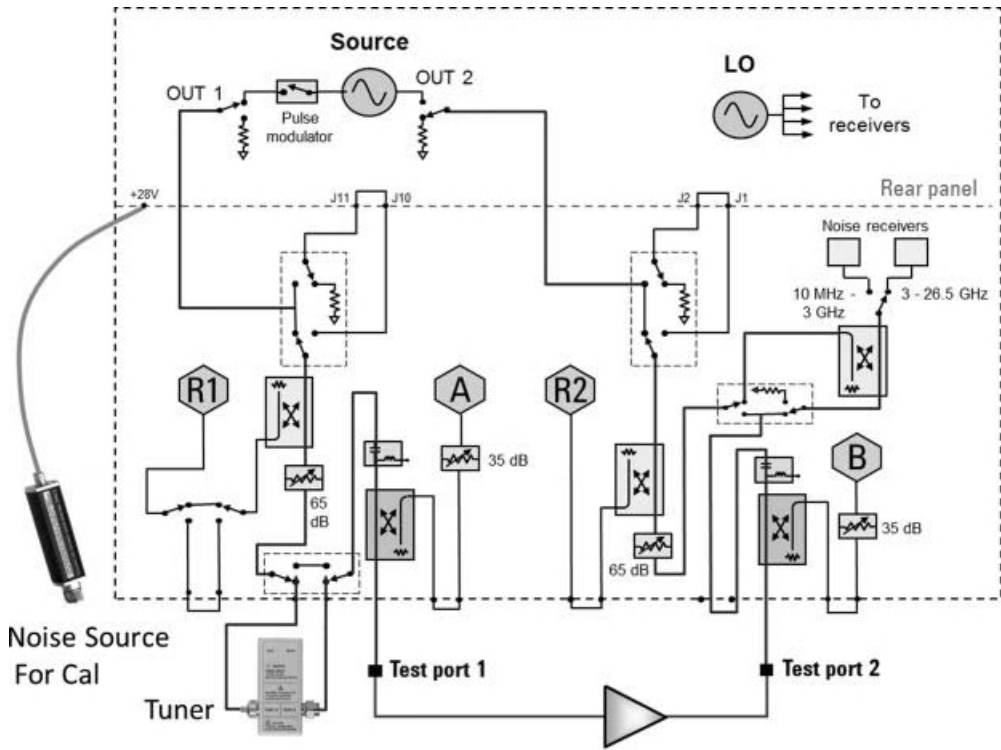 Source
LO
OUT 1
OUT 2
Pulse
modulator
To
receivers
+28V
J11
J10
J2
J1
Rear panel
Noise receivers
10 MHz -
3 GHz
3 - 26.5 GHz
R1
A
R2
B
35 dB
35 dB
65
dB
65 dB
Noise Source
For Cal
Tuner
Test port 1
Test port 2